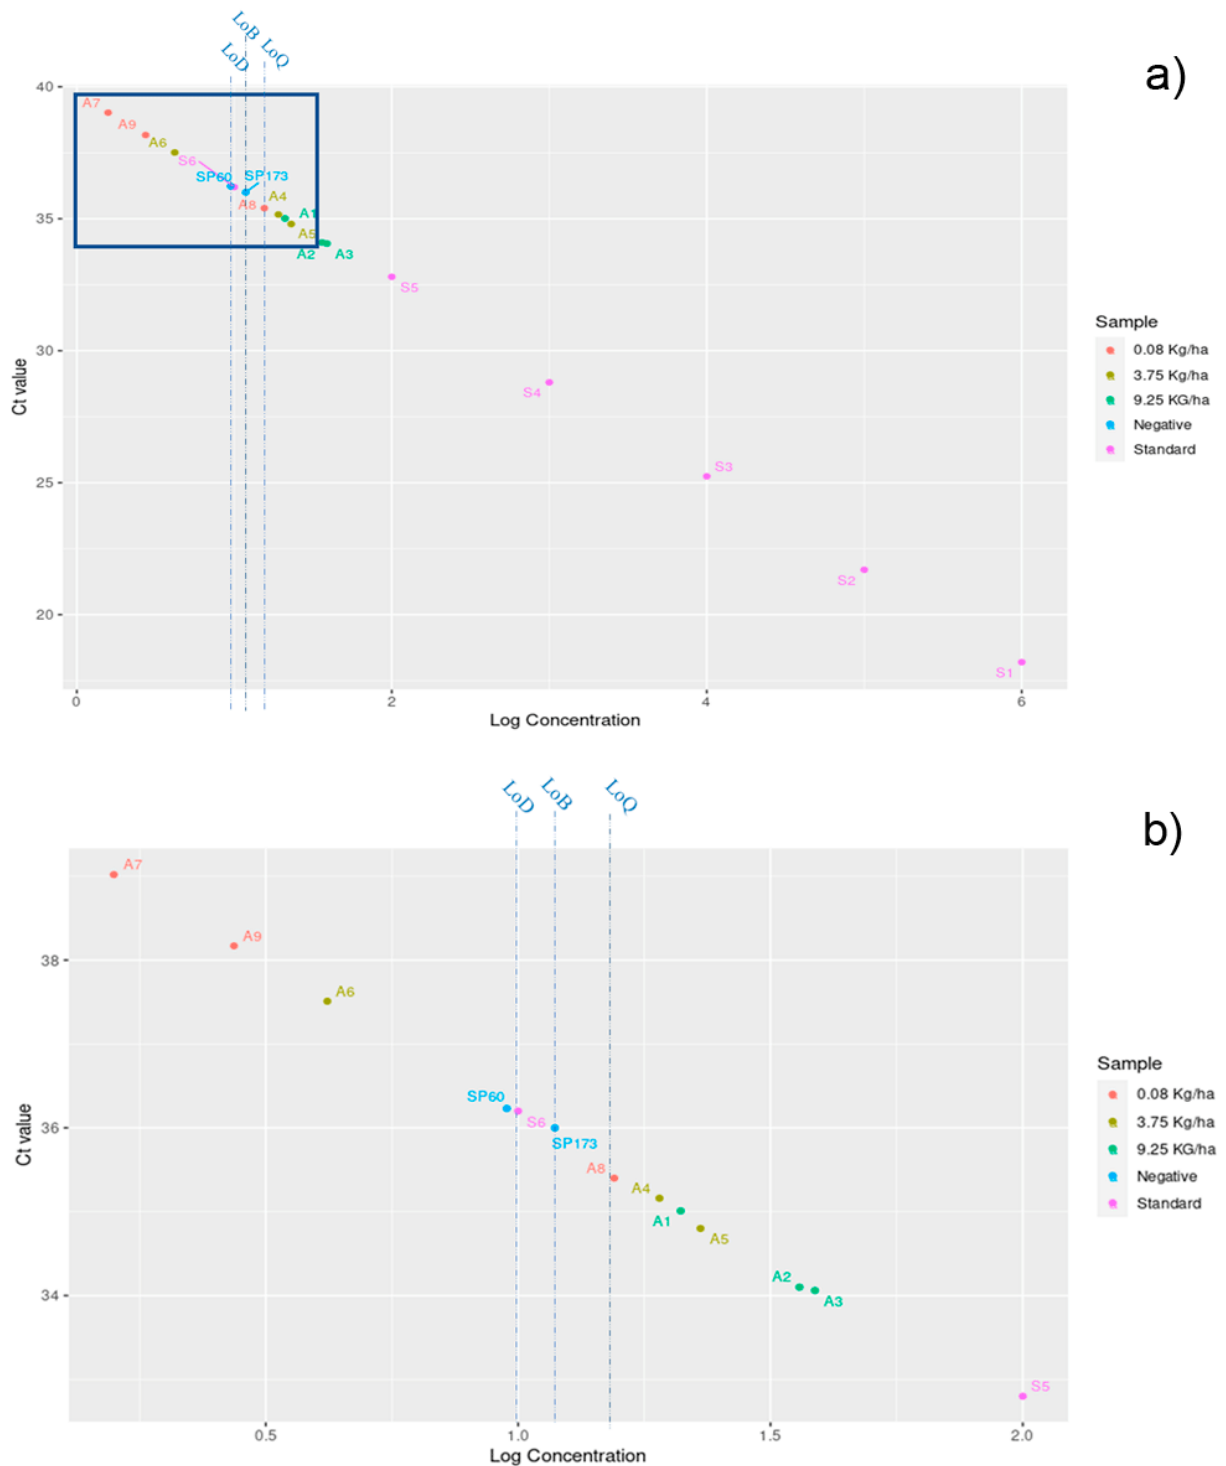 LoB
LoD LoQ
a)
40
A7
A9
A6
S6
SP60 SP173
A8 A4
35
A1
A5
A2 A3
S5
30
S4
S3
25
S2
20
S1
Ct value
0 2 4 6
Log Concentration
Sample
0.08 Kg/ha
3.75 Kg/ha
9.25 KG/ha
Negative
Standard
LoD LoB LoQ
b)
A7
A9
38
A6
SP60
S6
36
SP173
A8
A4
A1
A5
A2
34
A3
S5
Ct value
0.5 1.0 1.5 2.0
Log Concentration
Sample
0.08 Kg/ha
3.75 Kg/ha
9.25 KG/ha
Negative
Standard